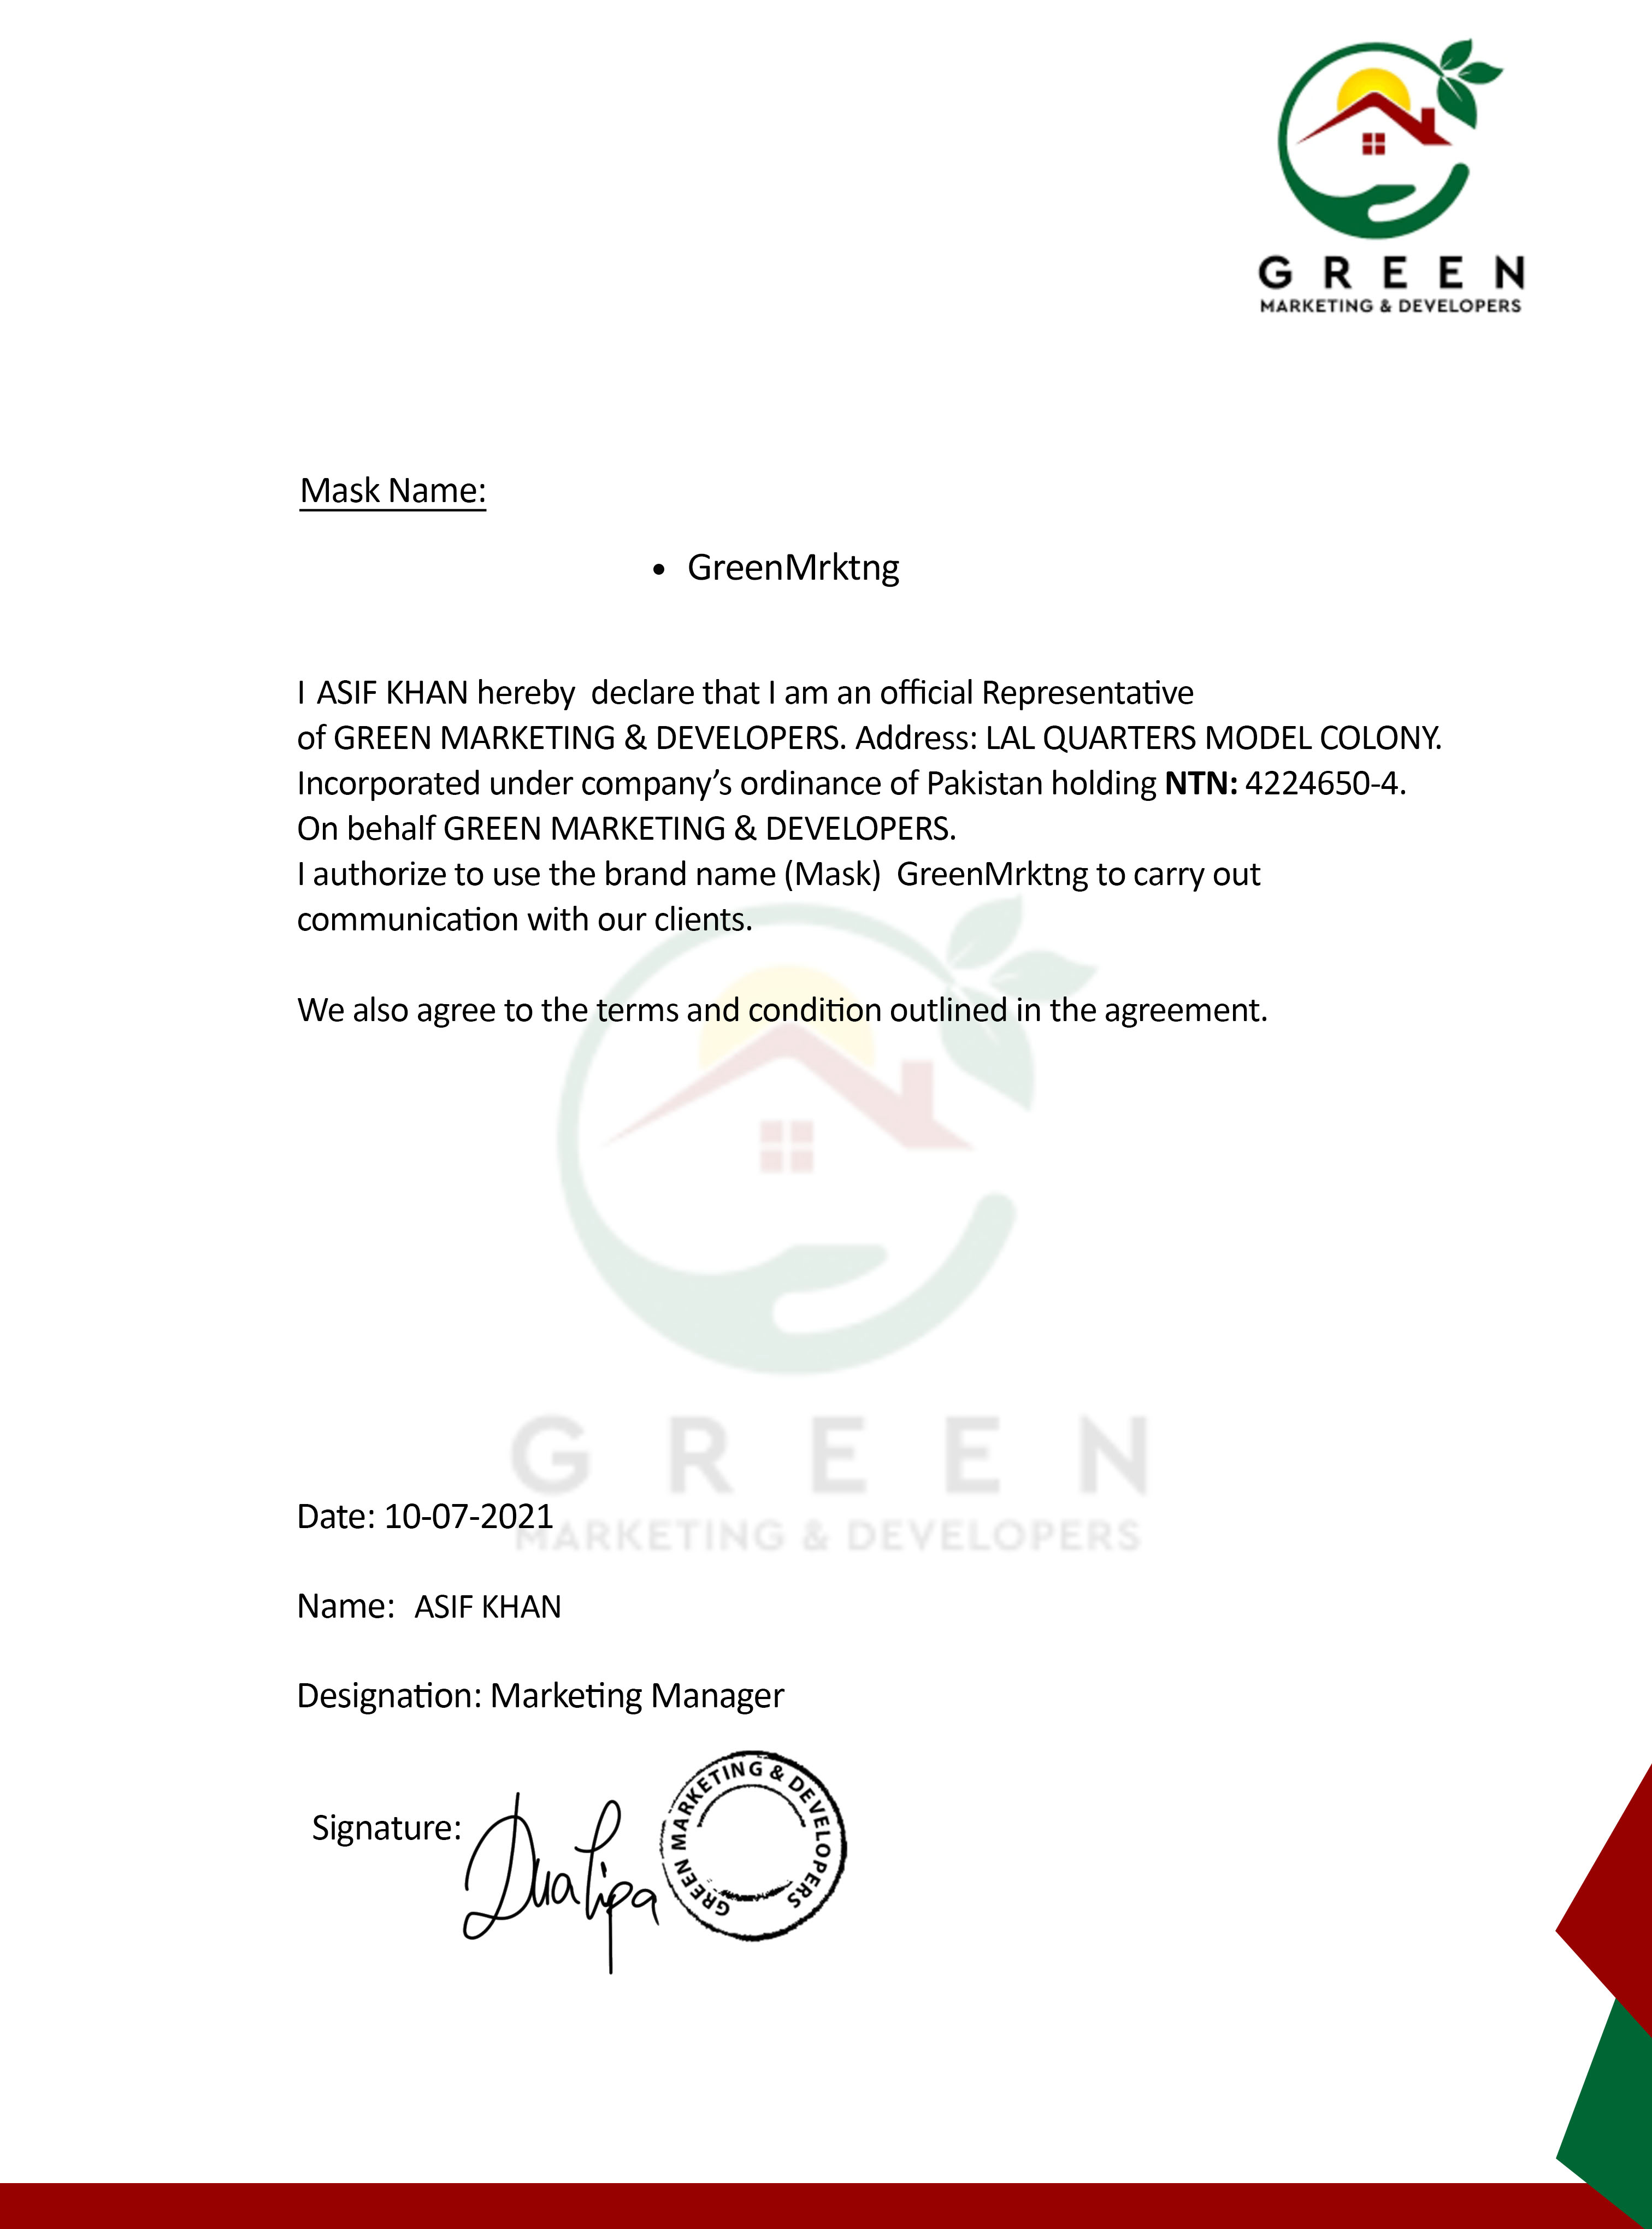 GREEN
MARKETING & DEVELOPERS
Mask Name:
• GreenMrktng
I ASIF KHAN hereby declare that I am an official Representative
of GREEN MARKETING & DEVELOPERS. Address: LAL QUARTERS MODEL COLONY.
Incorporated under company’s ordinance of Pakistan holding NTN: 4224650-4.
On behalf GREEN MARKETING & DEVELOPERS.
I authorize to use the brand name (Mask) GreenMrktng to carry out
communication with our clients.
We also agree to the terms and condition outlined in the agreement.
GREEN
MARKETING & DEVELOPERS
Date: 10-07-2021
Name: ASIF KHAN
Designation: Marketing Manager
Signature: Dua Lipa
GREEN MARKETING & DEVELOPERS